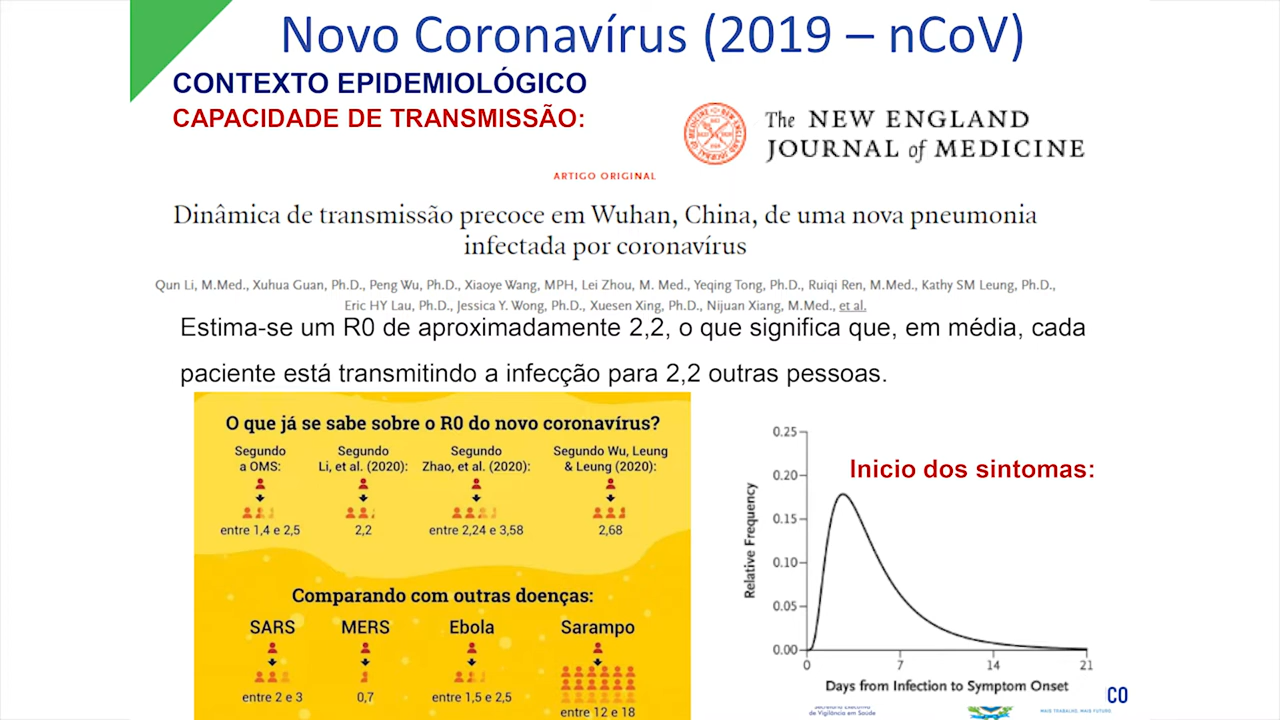 Novo Coronavírus (2019 – nCoV)
CONTEXTO EPIDEMIOLÓGICO
CAPACIDADE DE TRANSMISSÃO:
The NEW ENGLAND
JOURNAL of MEDICINE
ARTIGO ORIGINAL
Dinâmica de transmissão precoce em Wuhan, China, de uma nova pneumonia
infectada por coronavírus
Qun Li, M.Med., Xuhua Guan, Ph.D., Peng Wu, Ph.D., Xiaoye Wang, MPH, Lei Zhou, M. Med., Yeqing Tong, Ph.D., Ruiqi Ren, M.Med., Kathy SM Leung, Ph.D.,
Eric HY Lau, Ph.D., Jessica Y. Wong, Ph.D., Xuesen Xing, Ph.D., Nijuan Xiang, M.Med., et al.
Estima-se um R0 de aproximadamente 2,2, o que significa que, em média, cada
paciente está transmitindo a infecção para 2,2 outras pessoas.
O que já se sabe sobre o R0 do novo coronavírus?
Segundo
a OMS:
entre 1,4 e 2,5
Segundo
Li, et al. (2020):
2,2
Segundo
Zhao, et al. (2020):
entre 2,24 e 3,58
Segundo Wu, Leung
& Leung (2020):
2,68
Comparando com outras doenças:
SARS
entre 2 e 3
MERS
0,7
Ebola
entre 1,5 e 2,5
Sarampo
entre 12 e 18
Inicio dos sintomas:
Relative Frequency
0.25
0.20
0.15
0.10
0.05
0.00
0 7 14 21
Days from Infection to Symptom Onset
CO
de Vigilância em Saúde
MAIS TRABALHO, MAIS FUTURO